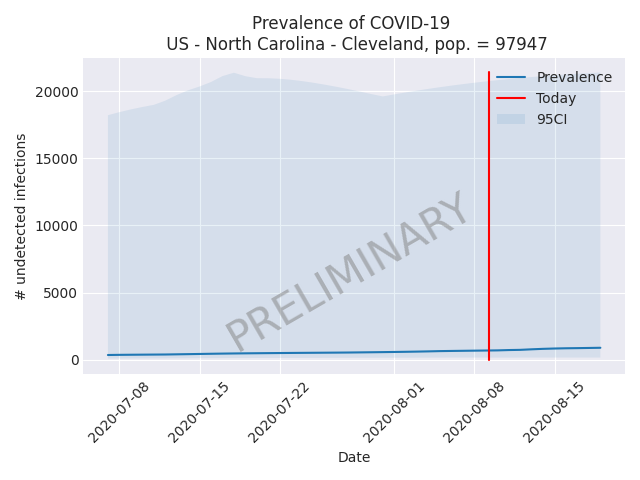 Prevalence of COVID-19
US - North Carolina - Cleveland, pop. = 97947
Prevalence
Today
95CI
20000
15000
10000
5000
0
# undetected infections
PRELIMINARY
2020-07-08
2020-07-15
2020-07-22
2020-08-01
2020-08-08
2020-08-15
Date